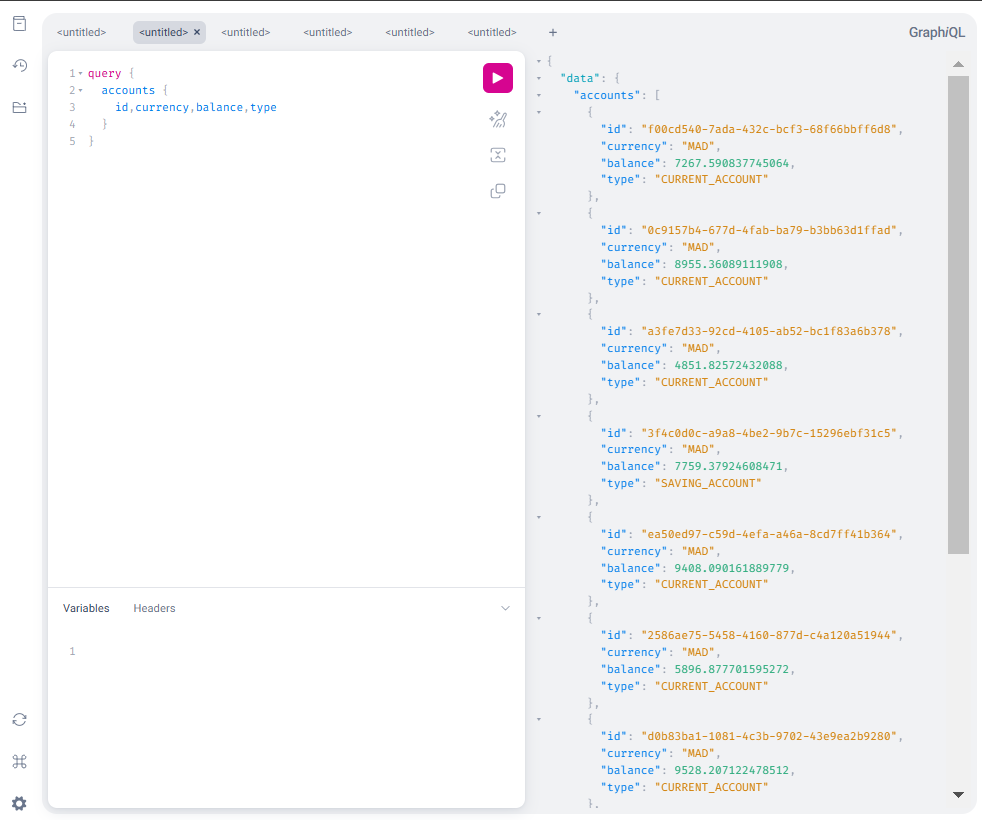 <untitled> <untitled> × <untitled> <untitled> <untitled> <untitled> + GraphiQL
1 query {
2 accounts {
3 id,currency,balance,type
4 }
5 }
{
"data": {
"accounts": [
{
"id": "f00cd540-7ada-432c-bcf3-68f66bbff6d8",
"currency": "MAD",
"balance": 7267.590837745064,
"type": "CURRENT_ACCOUNT"
},
{
"id": "0c9157b4-677d-4fab-ba79-b3bb63d1ffad",
"currency": "MAD",
"balance": 8955.36089111908,
"type": "CURRENT_ACCOUNT"
},
{
"id": "a3fe7d33-92cd-4105-ab52-bc1f83a6b378",
"currency": "MAD",
"balance": 4851.82572432088,
"type": "CURRENT_ACCOUNT"
},
{
"id": "3f4c0d0c-a9a8-4be2-9b7c-15296ebf31c5",
"currency": "MAD",
"balance": 7759.37924608471,
"type": "SAVING_ACCOUNT"
},
{
"id": "ea50ed97-c59d-4efa-a46a-8cd7ff41b364",
"currency": "MAD",
"balance": 9408.090161889779,
"type": "CURRENT_ACCOUNT"
},
{
"id": "2586ae75-5458-4160-877d-c4a120a51944",
"currency": "MAD",
"balance": 5896.877701595272,
"type": "CURRENT_ACCOUNT"
},
{
"id": "d0b83ba1-1081-4c3b-9702-43e9ea2b9280",
"currency": "MAD",
"balance": 9528.207122478512,
"type": "CURRENT_ACCOUNT"
},
Variables Headers
1